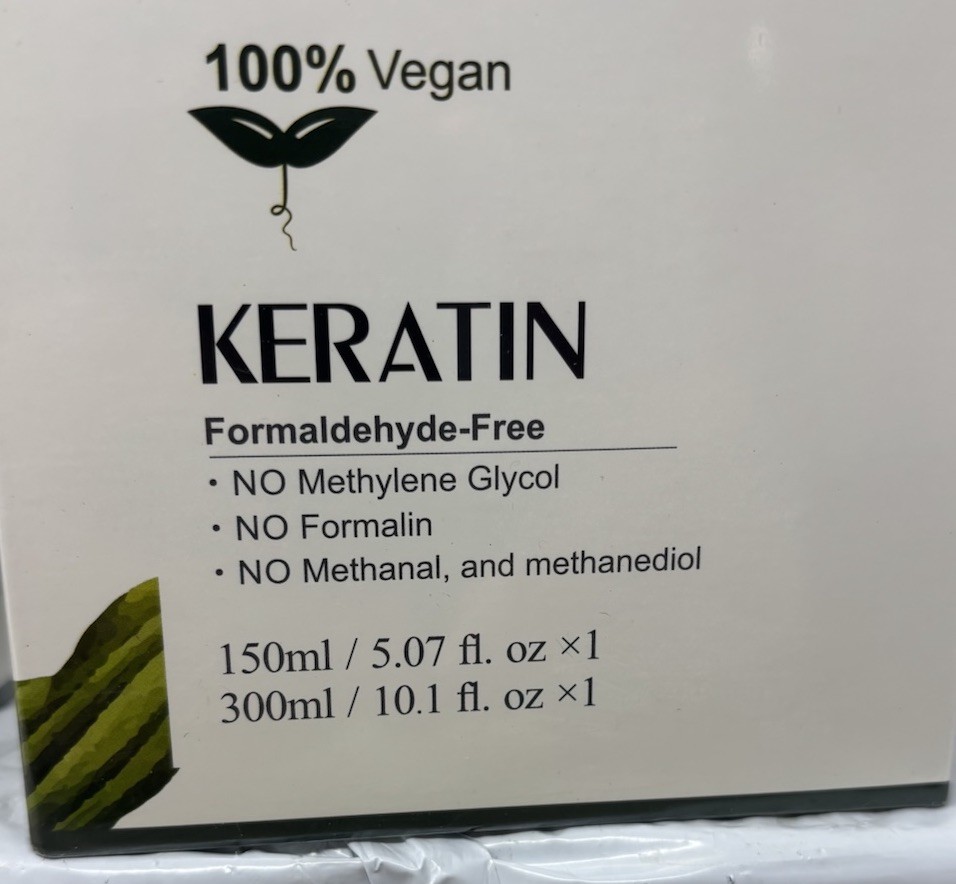 100% Vegan
KERATIN
Formaldehyde-Free
• NO Methylene Glycol
• NO Formalin
• NO Methanal, and methanediol
150ml / 5.07 fl. oz ×1
300ml / 10.1 fl. oz ×1